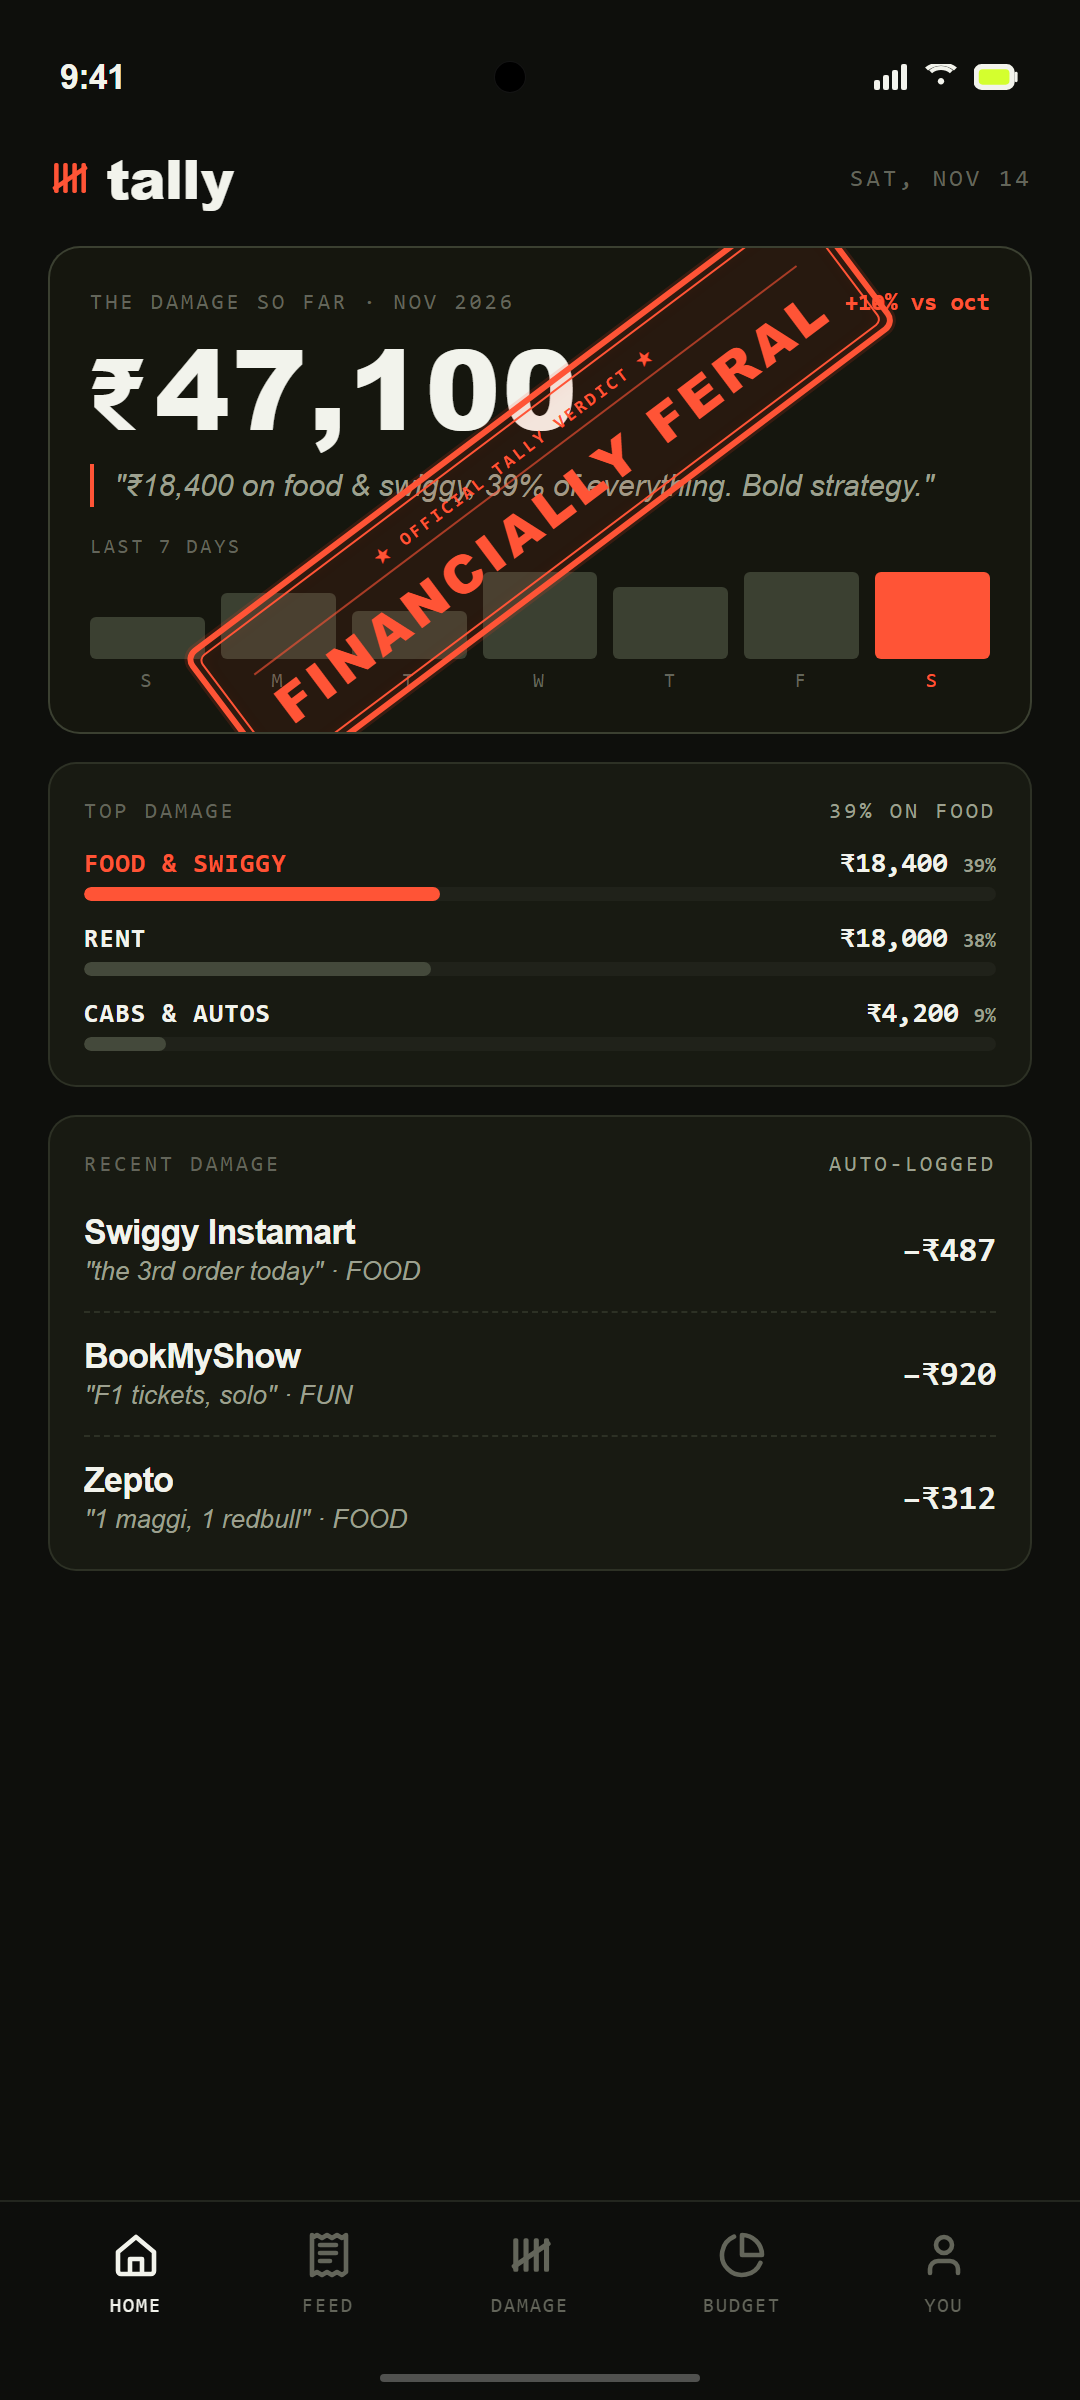 9:41
tally
SAT, NOV 14
THE DAMAGE SO FAR · NOV 2026
+18% vs oct
₹47,100
"₹18,400 on food & swiggy. 39% of everything. Bold strategy."
★ OFFICIAL TALLY VERDICT ★
FINANCIALLY FERAL
LAST 7 DAYS
S M T W T F S
TOP DAMAGE
39% ON FOOD
FOOD & SWIGGY
₹18,400 39%
RENT
₹18,000 38%
CABS & AUTOS
₹4,200 9%
RECENT DAMAGE
AUTO-LOGGED
Swiggy Instamart
"the 3rd order today" · FOOD
−₹487
BookMyShow
"F1 tickets, solo" · FUN
−₹920
Zepto
"1 maggi, 1 redbull" · FOOD
−₹312
HOME
FEED
DAMAGE
BUDGET
YOU